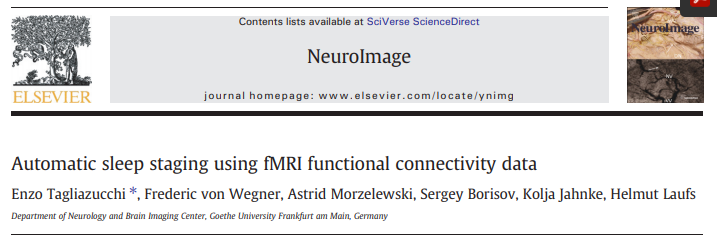 Contents lists available at SciVerse ScienceDirect
NeuroImage
journal homepage: www.elsevier.com/locate/ynimg
ELSEVIER
NeuroImage
Automatic sleep staging using fMRI functional connectivity data
Enzo Tagliazucchi *, Frederic von Wegner, Astrid Morzelewski, Sergey Borisov, Kolja Jahnke, Helmut Laufs
Department of Neurology and Brain Imaging Center, Goethe University Frankfurt am Main, Germany